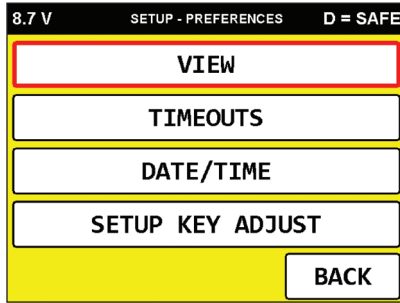 8.7 V SETUP - PREFERENCES D = SAFE
VIEW
TIMEOUTS
DATE/TIME
SETUP KEY ADJUST
BACK